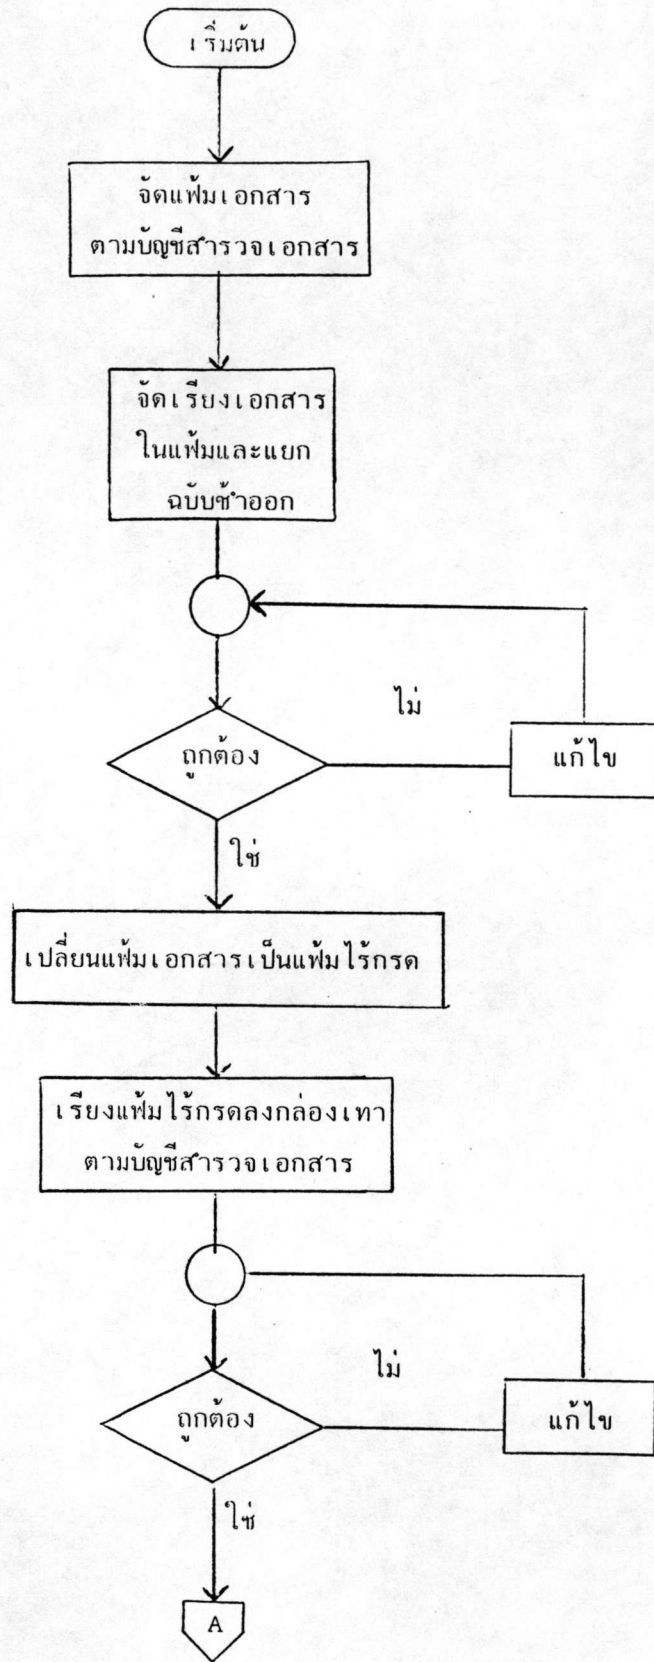 เริ่มต้น
จัดแฟ้มเอกสาร
ตามบัญชีสำรวจเอกสาร
จัดเรียงเอกสาร
ในแฟ้มและแยก
ฉบับซ้ำออก
ไม่
ถูกต้อง
แก้ไข
ใช่
เปลี่ยนแฟ้มเอกสารเป็นแฟ้มไร้กรด
เรียงแฟ้มไร้กรดลงกล่องเทา
ตามบัญชีสำรวจเอกสาร
ไม่
ถูกต้อง
แก้ไข
ใช่
A